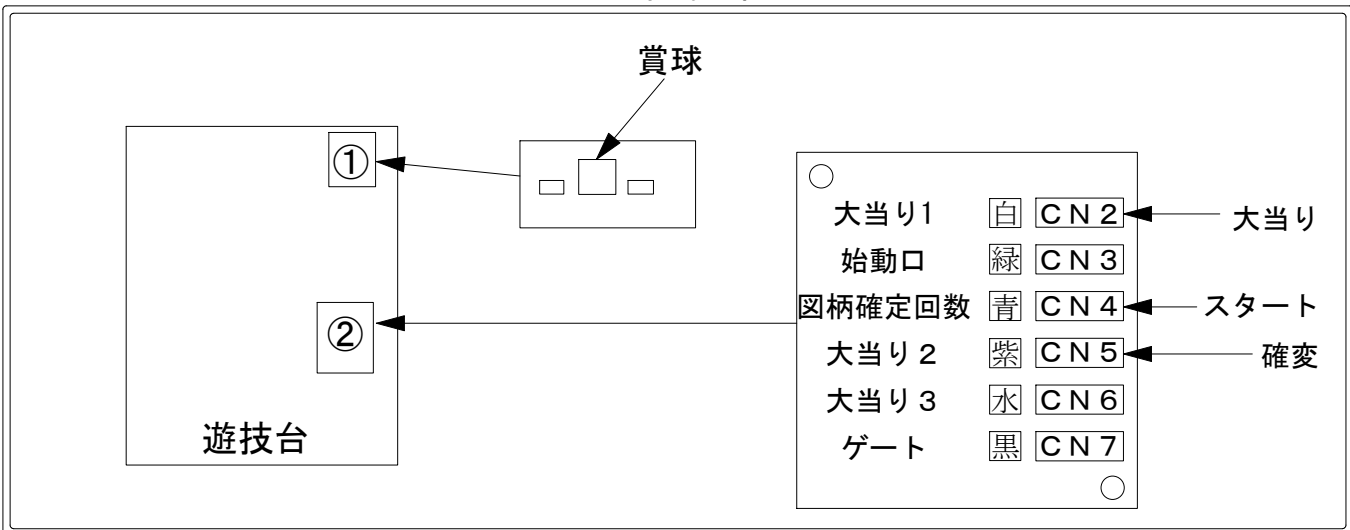 賞球
①
②
遊技台
大当り1 白 CN2 大当り
始動口 緑 CN3
図柄確定回数 青 CN4 スタート
大当り2 紫 CN5 確変
大当り3 水 CN6
ゲート 黒 CN7